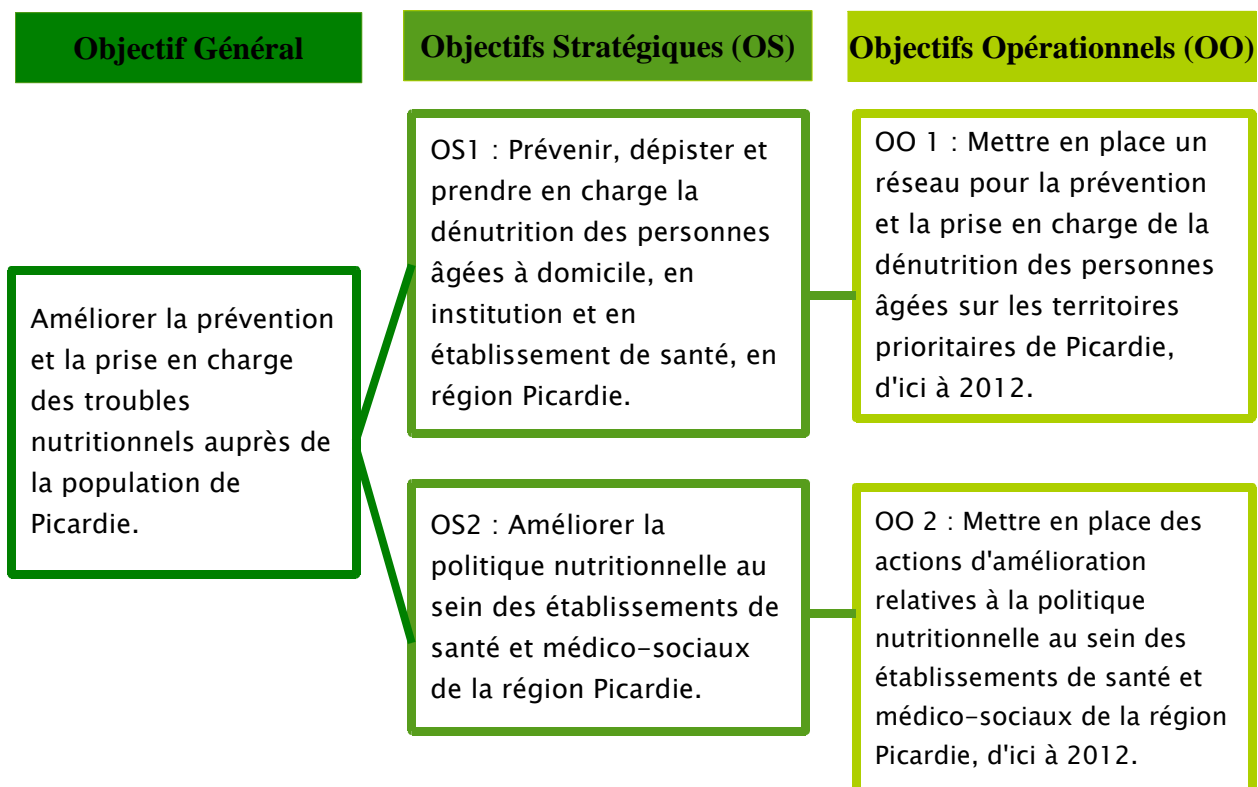 Objectif Général
Objectifs Stratégiques (OS)
Objectifs Opérationnels (OO)
Améliorer la prévention
et la prise en charge
des troubles
nutritionnels auprès de
la population de
Picardie.
OS1 : Prévenir, dépister et
prendre en charge la
dénutrition des personnes
âgées à domicile, en
institution et en
établissement de santé, en
région Picardie.
OO 1 : Mettre en place un
réseau pour la prévention
et la prise en charge de la
dénutrition des personnes
âgées sur les territoires
prioritaires de Picardie,
d'ici à 2012.
OS2 : Améliorer la
politique nutritionnelle au
sein des établissements de
santé et médico-sociaux
de la région Picardie.
OO 2 : Mettre en place des
actions d'amélioration
relatives à la politique
nutritionnelle au sein des
établissements de santé et
médico-sociaux de la région
Picardie, d'ici à 2012.